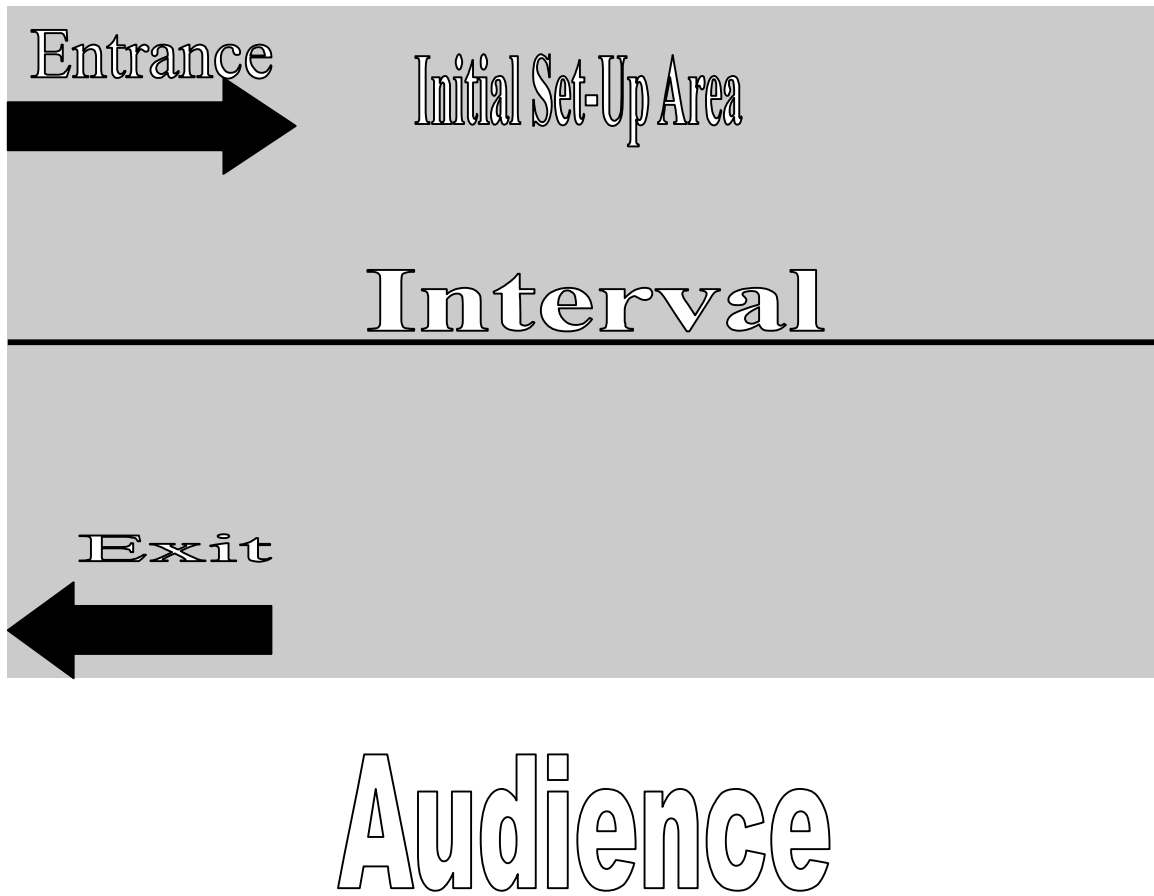 Entrance
Initial Set-Up Area
Interval
Exit
Audience